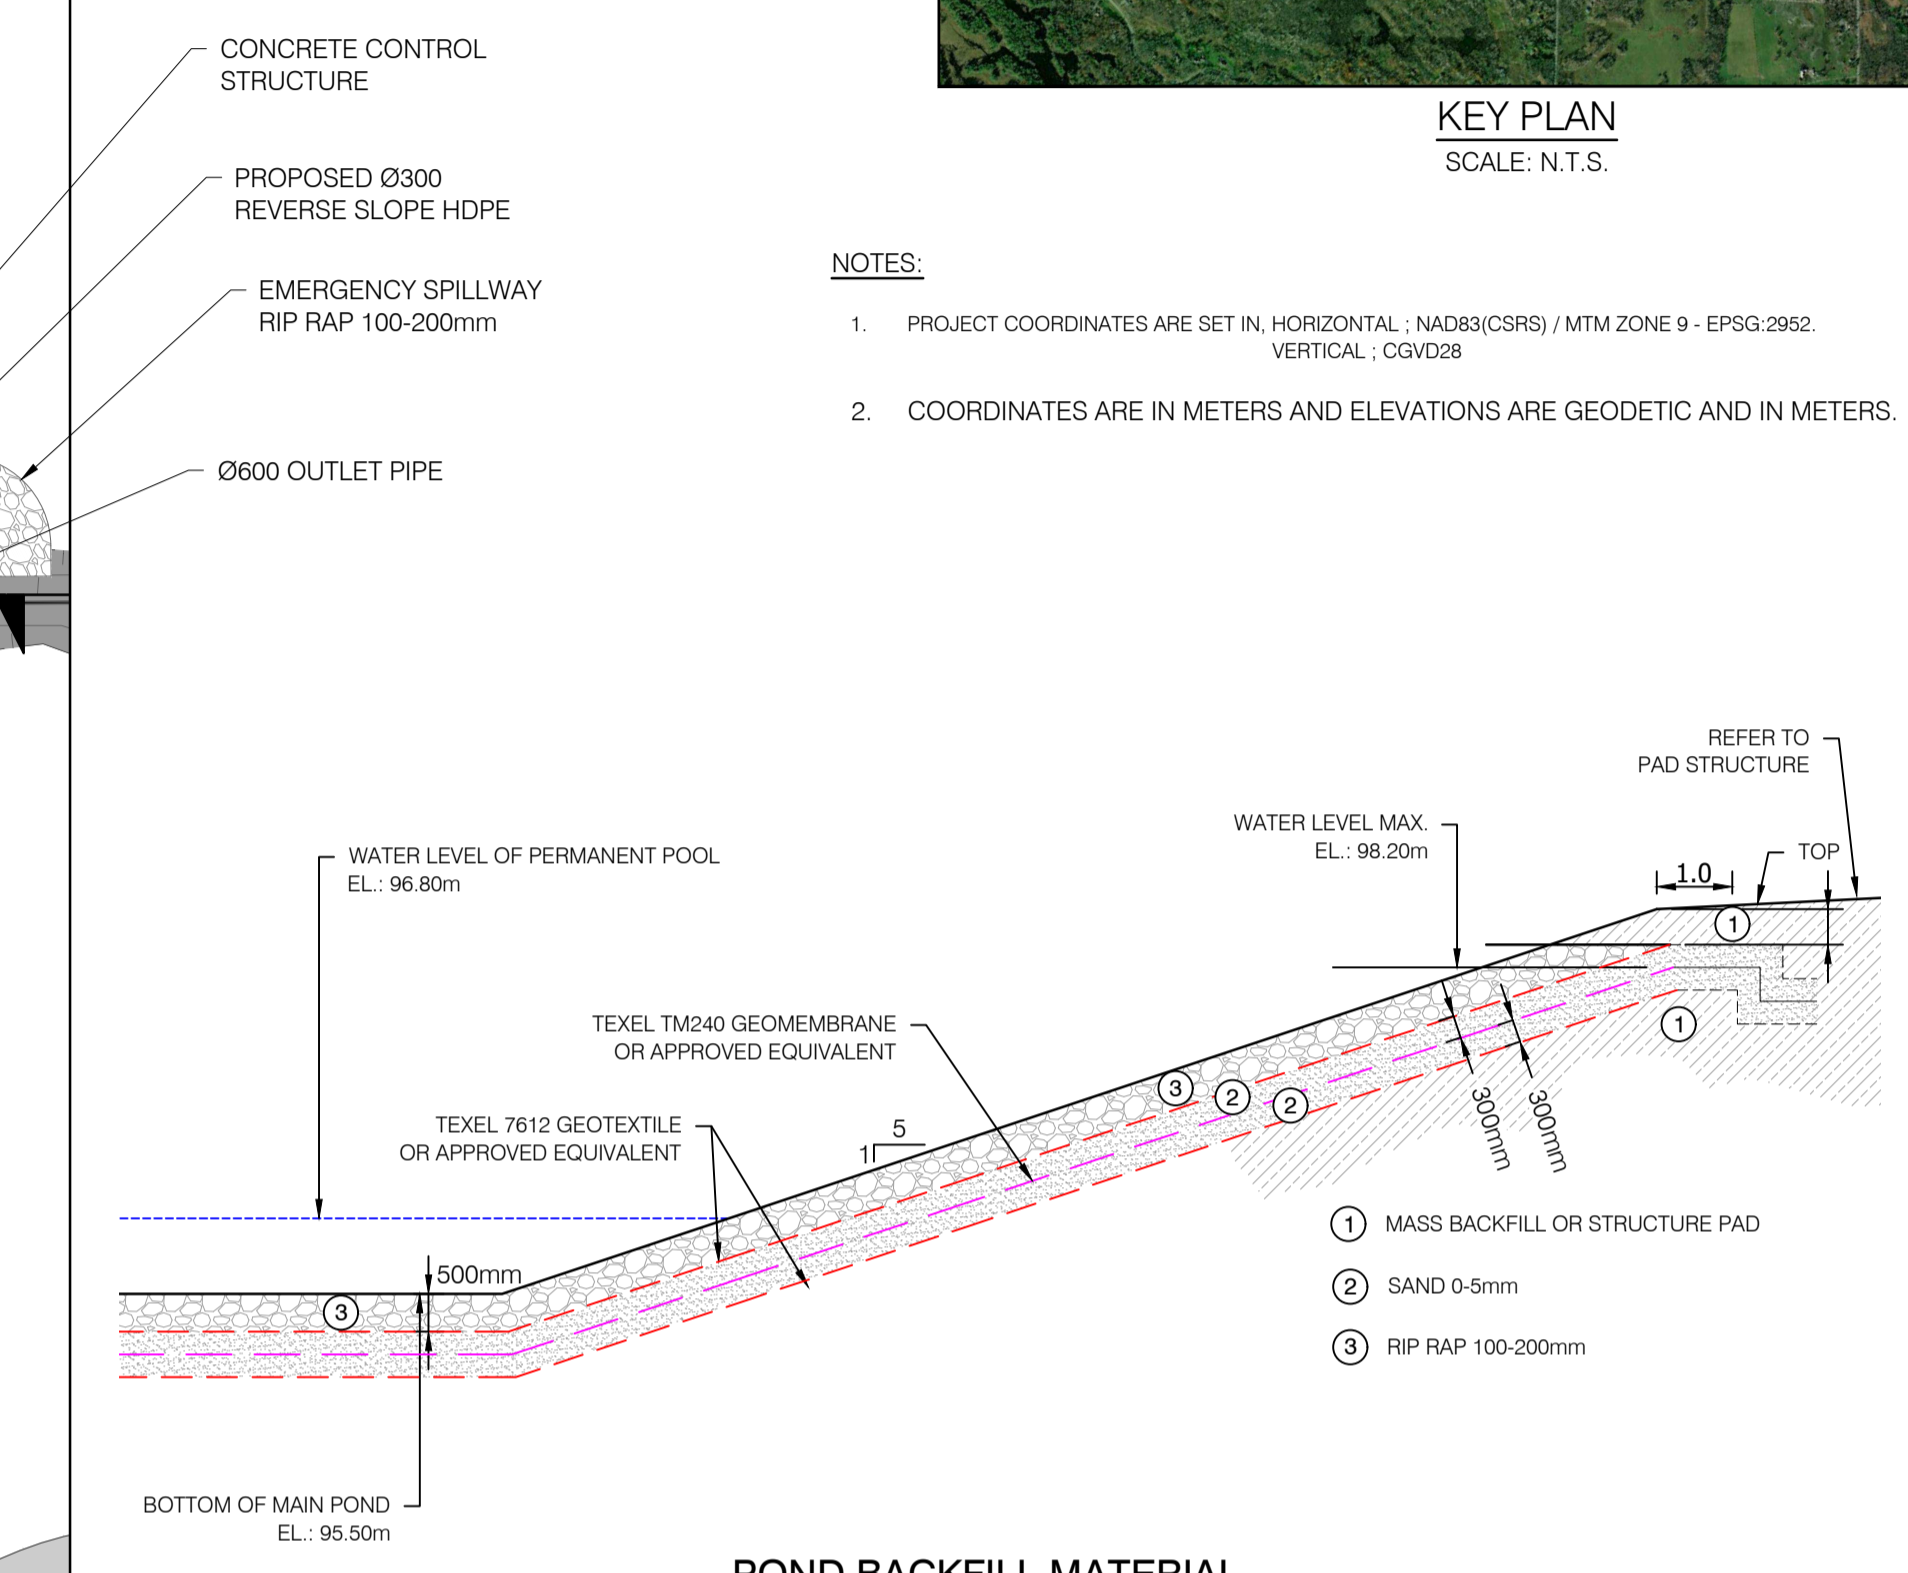 CONCRETE CONTROL
STRUCTURE
PROPOSED Ø300
REVERSE SLOPE HDPE
EMERGENCY SPILLWAY
RIP RAP 100-200mm
Ø600 OUTLET PIPE
KEY PLAN
SCALE: N.T.S.
NOTES:
1. PROJECT COORDINATES ARE SET IN, HORIZONTAL ; NAD83(CSRS) / MTM ZONE 9 - EPSG:2952.
VERTICAL ; CGVD28
2. COORDINATES ARE IN METERS AND ELEVATIONS ARE GEODETIC AND IN METERS.
REFER TO
PAD STRUCTURE
WATER LEVEL MAX.
EL.: 98.20m
TOP
1.0
1
WATER LEVEL OF PERMANENT POOL
EL.: 96.80m
TEXEL TM240 GEOMEMBRANE
OR APPROVED EQUIVALENT
1
TEXEL 7612 GEOTEXTILE
OR APPROVED EQUIVALENT
5
1
3
2
2
300mm
300mm
500mm
3
1 MASS BACKFILL OR STRUCTURE PAD
2 SAND 0-5mm
3 RIP RAP 100-200mm
BOTTOM OF MAIN POND
EL.: 95.50m
POND BACKFILL MATERIAL